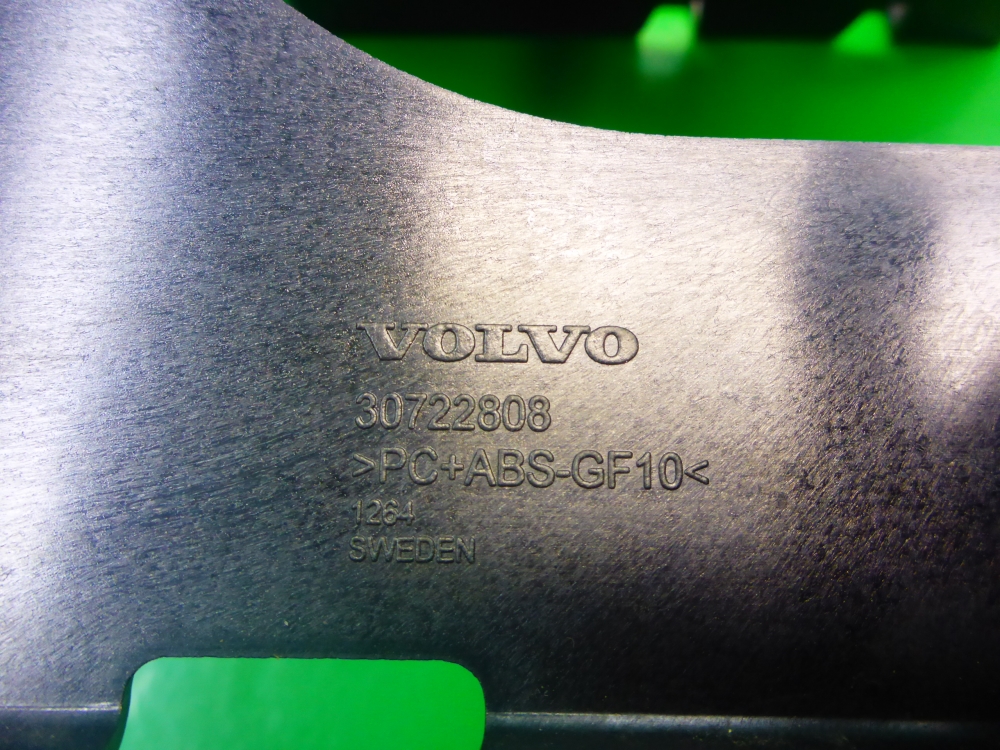 VOLVO
30722808
>PC+ABS-GF10<
1264
SWEDEN